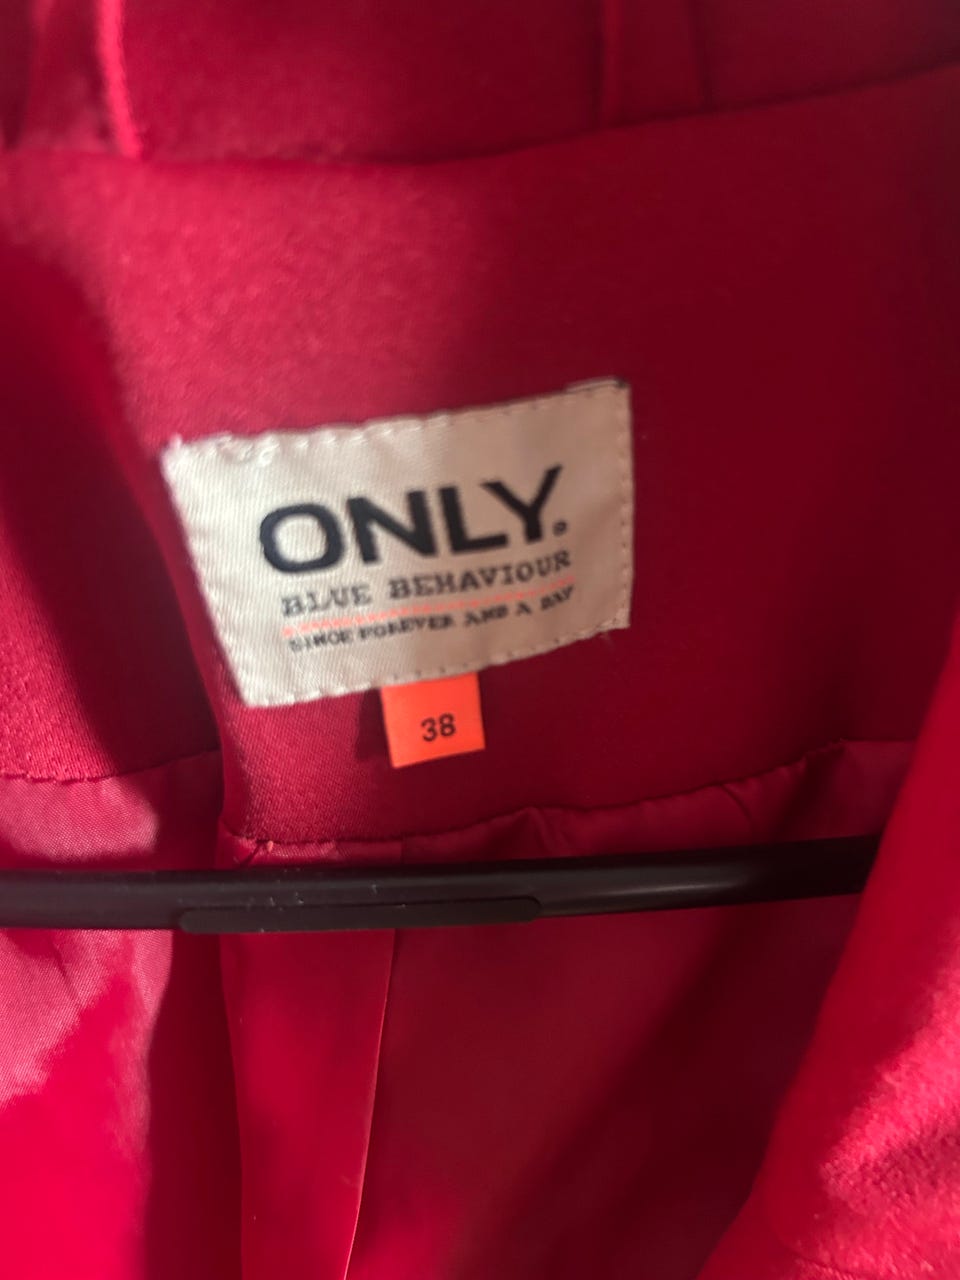 ONLY.
BLUE BEHAVIOUR
SINCE FOREVER AND A DAY
38